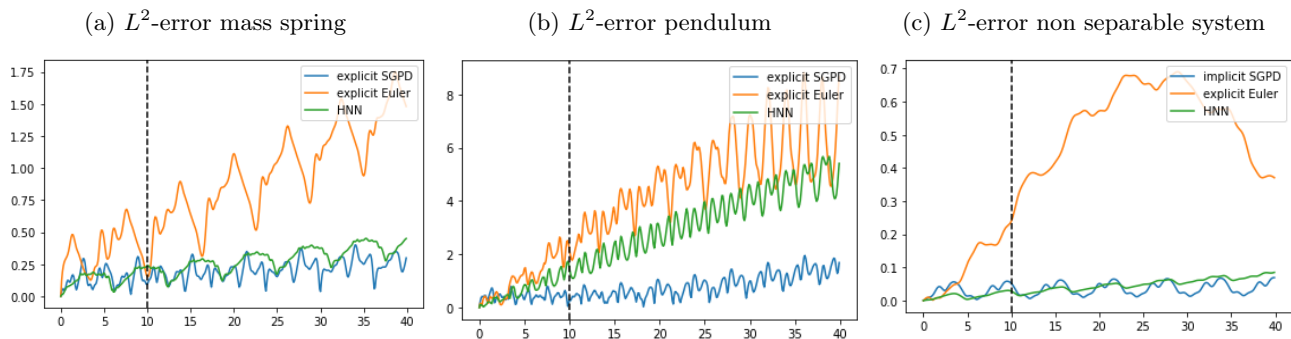 (a) L²-error mass spring
(b) L²-error pendulum
(c) L²-error non separable system
1.75
1.50
1.25
1.00
0.75
0.50
0.25
0.00
explicit SGPD
explicit Euler
HNN
0 5 10 15 20 25 30 35 40
8
6
4
2
0
explicit SGPD
explicit Euler
HNN
0 5 10 15 20 25 30 35 40
0.7
0.6
0.5
0.4
0.3
0.2
0.1
0.0
implicit SGPD
explicit Euler
HNN
0 5 10 15 20 25 30 35 40